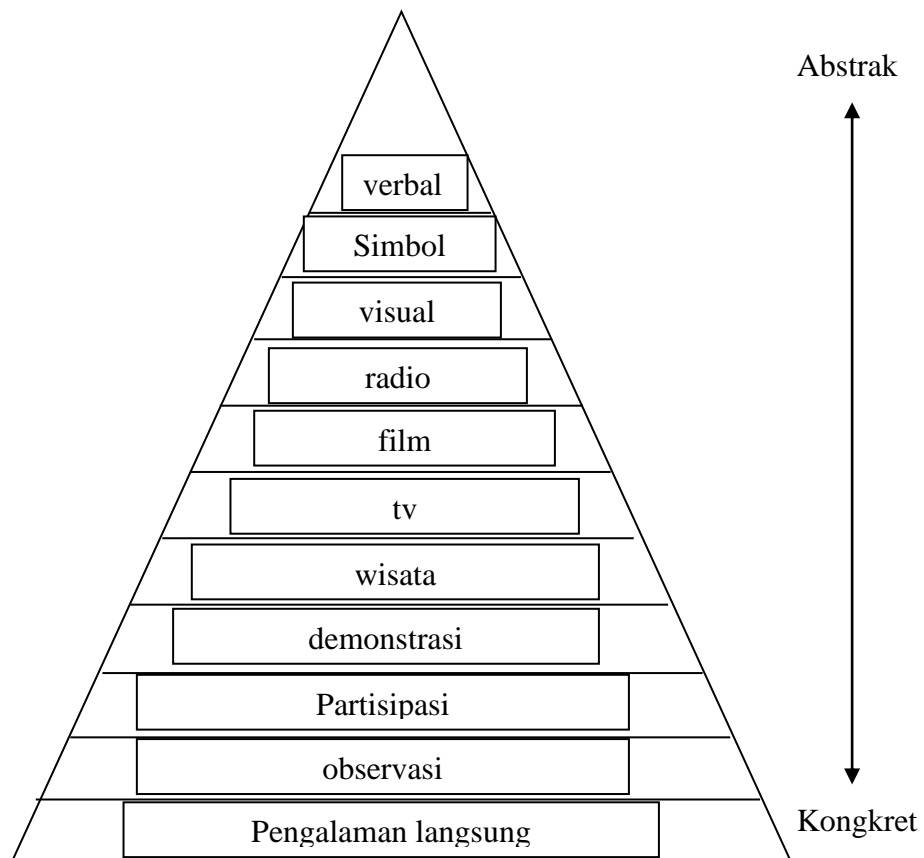 Abstrak
verbal
Simbol
visual
radio
film
tv
wisata
demonstrasi
Partisipasi
observasi
Pengalaman langsung
Kongkret